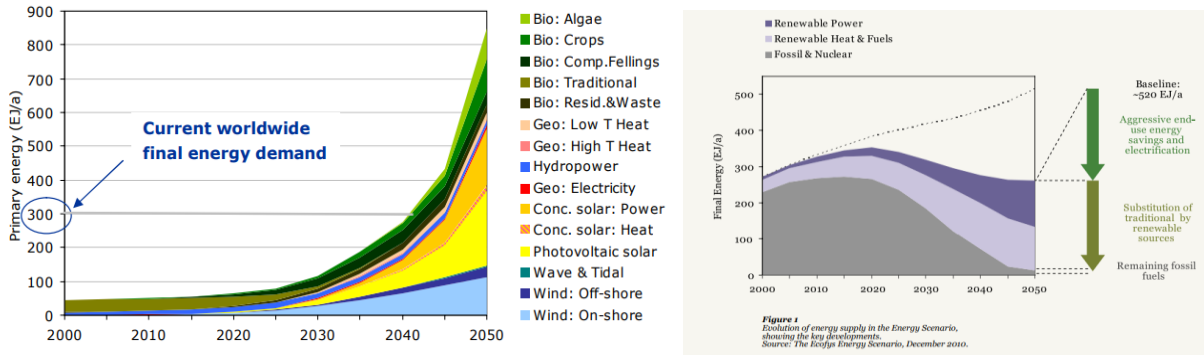 900
800
700
600
500
400
300
200
100
0
Primary energy (EJ/a)
Current worldwide
final energy demand
2000
2010
2020
2030
2040
2050
Bio: Algae
Bio: Crops
Bio: Comp.Fellings
Bio: Traditional
Bio: Resid.&Waste
Geo: Low T Heat
Geo: High T Heat
Hydropower
Geo: Electricity
Conc. solar: Power
Conc. solar: Heat
Photovoltaic solar
Wave & Tidal
Wind: Off-shore
Wind: On-shore
Renewable Power
Renewable Heat & Fuels
Fossil & Nuclear
500
400
300
200
100
0
Final Energy (EJ/a)
2000
2010
2020
2030
2040
2050
Baseline:
~520 EJ/a
Aggressive end-
use energy
savings and
electrification
Substitution of
traditional by
renewable
sources
Remaining fossil
fuels
Figure 1
Evolution of energy supply in the Energy Scenario,
showing the key developments.
Source: The Ecofys Energy Scenario, December 2010.